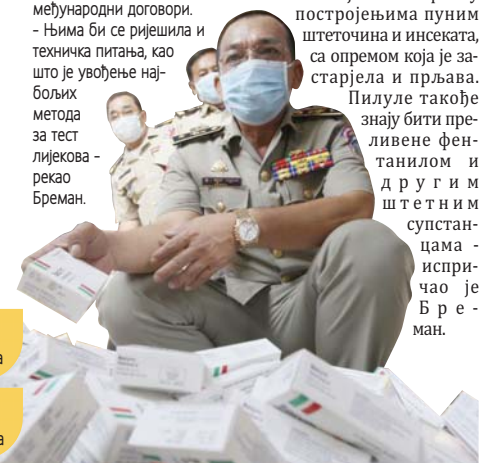 међународни договори.
- Њима би се ријешила и
техничка питања, као
што је увођење нај-
бољих
метода
за тест
лијекова -
рекао
Бреман.
постројењима пуним
штеточина и инсеката,
са опремом која је за-
старјела и прљава.
Пилуле такође
знају бити пре-
ливене фен-
танилом и
другим
штетним
супстан-
цама -
испри-
чао је
Бре-
ман.